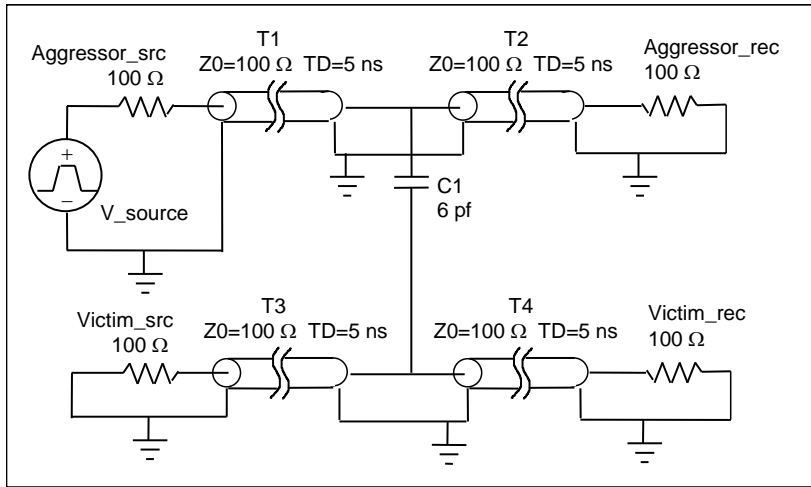 T1
T2
Aggressor_src
Aggressor_rec
Z0=100 Ω TD=5 ns
Z0=100 Ω TD=5 ns
100 Ω
100 Ω
+
−
V_source
C1
6 pf
T3
T4
Victim_src
Victim_rec
Z0=100 Ω TD=5 ns
Z0=100 Ω TD=5 ns
100 Ω
100 Ω